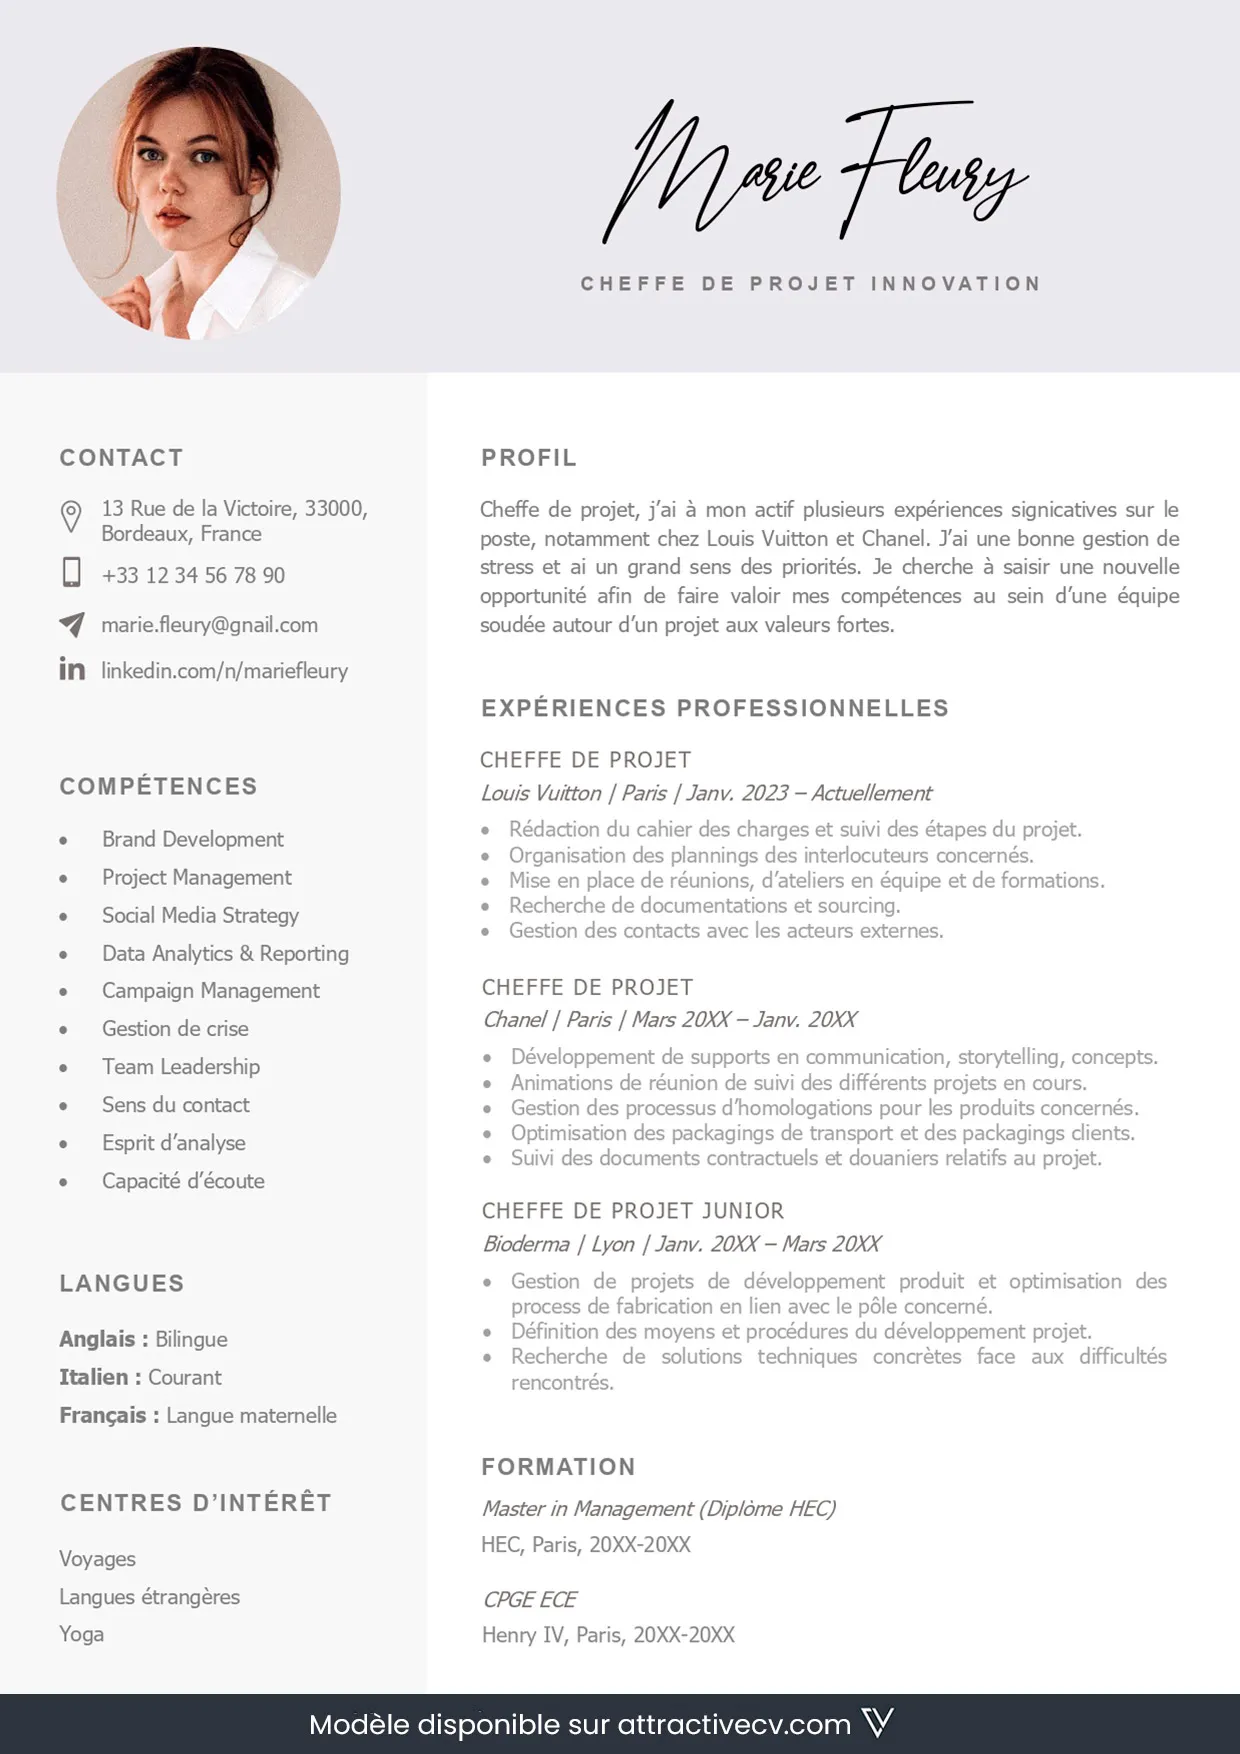 Marie Fleury
CHEFFE DE PROJET INNOVATION
CONTACT
13 Rue de la Victoire, 33000,
Bordeaux, France
+33 12 34 56 78 90
marie.fleury@gnail.com
in linkedin.com/n/mariefleury
COMPÉTENCES
• Brand Development
• Project Management
• Social Media Strategy
• Data Analytics & Reporting
• Campaign Management
• Gestion de crise
• Team Leadership
• Sens du contact
• Esprit d’analyse
• Capacité d’écoute
LANGUES
Anglais : Bilingue
Italien : Courant
Français : Langue maternelle
CENTRES D’INTÉRÊT
Voyages
Langues étrangères
Yoga
PROFIL
Cheffe de projet, j’ai à mon actif plusieurs expériences signicatives sur le
poste, notamment chez Louis Vuitton et Chanel. J’ai une bonne gestion de
stress et ai un grand sens des priorités. Je cherche à saisir une nouvelle
opportunité afin de faire valoir mes compétences au sein d’une équipe
soudée autour d’un projet aux valeurs fortes.
EXPÉRIENCES PROFESSIONNELLES
CHEFFE DE PROJET
Louis Vuitton | Paris | Janv. 2023 – Actuellement
• Rédaction du cahier des charges et suivi des étapes du projet.
• Organisation des plannings des interlocuteurs concernés.
• Mise en place de réunions, d’ateliers en équipe et de formations.
• Recherche de documentations et sourcing.
• Gestion des contacts avec les acteurs externes.
CHEFFE DE PROJET
Chanel | Paris | Mars 20XX – Janv. 20XX
• Développement de supports en communication, storytelling, concepts.
• Animations de réunion de suivi des différents projets en cours.
• Gestion des processus d’homologations pour les produits concernés.
• Optimisation des packagings de transport et des packagings clients.
• Suivi des documents contractuels et douaniers relatifs au projet.
CHEFFE DE PROJET JUNIOR
Bioderma | Lyon | Janv. 20XX – Mars 20XX
• Gestion de projets de développement produit et optimisation des
process de fabrication en lien avec le pôle concerné.
• Définition des moyens et procédures du développement projet.
• Recherche de solutions techniques concrètes face aux difficultés
rencontrés.
FORMATION
Master in Management (Diplôme HEC)
HEC, Paris, 20XX-20XX
CPGE ECE
Henry IV, Paris, 20XX-20XX
Modèle disponible sur attractivecv.com